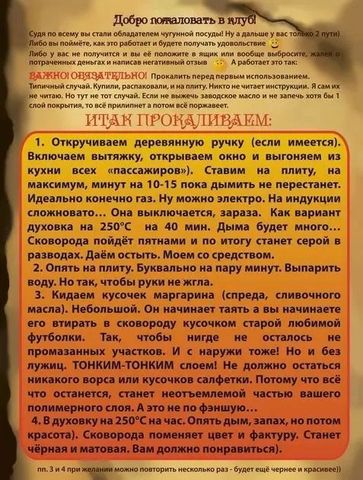 Добро пожаловать в клуб!
Судя по всему вы стали обладателем чугунной посуды! Ну а дальше у вас только 2 пути)
Либо вы поймёте, как это работает и будете получать удовольствие
Либо у вас не получится и вы её положите в ящик или вообще выбросите, жалея о
потраченных деньгах и написав негативный отзыв А работает это так:
ВАЖНО! ОБЯЗАТЕЛЬНО! Прокалить перед первым использованием.
Типичный случай. Купили, распаковали, и на плиту. Никто не читает инструкции. Я сам их
не читаю. Но тут не тот случай. Если не выжечь заводское масло и не запечь хотя бы 1
слой покрытия, то всё прилипнет а потом всё поржавеет.
ИТАК ПРОКАЛИВАЕМ:
1. Откручиваем деревянную ручку (если имеется).
Включаем вытяжку, открываем окно и выгоняем из
кухни всех «пассажиров»). Ставим на плиту, на
максимум, минут на 10-15 пока дымить не перестанет.
Идеально конечно газ. Ну можно электро. На индукции
сложновато... Она выключается, зараза. Как вариант
духовка на 250°С на 40 мин. Дыма будет много...
Сковорода пойдёт пятнами и по итогу станет серой в
разводах. Даём остыть. Моем со средством.
2. Опять на плиту. Буквально на пару минут. Выпарить
воду. Но так, чтобы руки не жгла.
3. Кидаем кусочек маргарина (спреда, сливочного
масла). Небольшой. Он начинает таять а вы начинаете
его втирать в сковороду кусочком старой любимой
футболки. Так, чтобы нигде не осталось не
промазанных участков. И с наружи тоже! Но и без
лужиц. ТОНКИМ-ТОНКИМ слоем! Не должно остаться
никакого ворса или кусочков салфетки. Потому что всё
что останется, станет неотъемлемой частью вашего
полимерного слоя. А это не по фэншую...
4. В духовку на 250°С на час. Опять дым, запах, но потом
красота). Сковорода поменяет цвет и фактуру. Станет
чёрная и матовая. Вам должно понравиться).
пп. 3 и 4 при желании можно повторить несколько раз - будет ещё чернее и красивее)